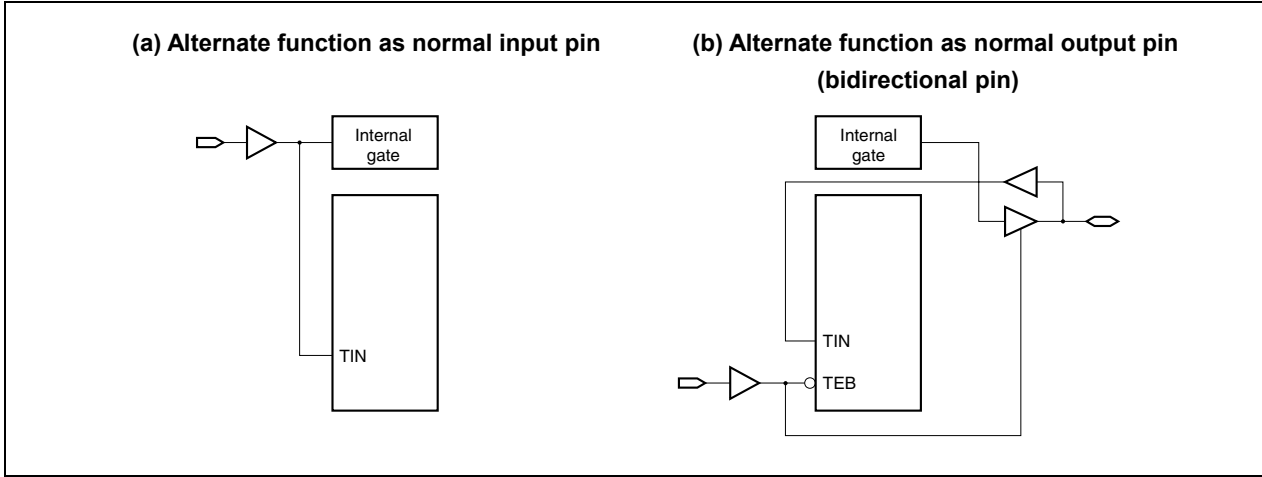 (a) Alternate function as normal input pin
Internal
gate
TIN
(b) Alternate function as normal output pin
(bidirectional pin)
Internal
gate
TIN
TEB